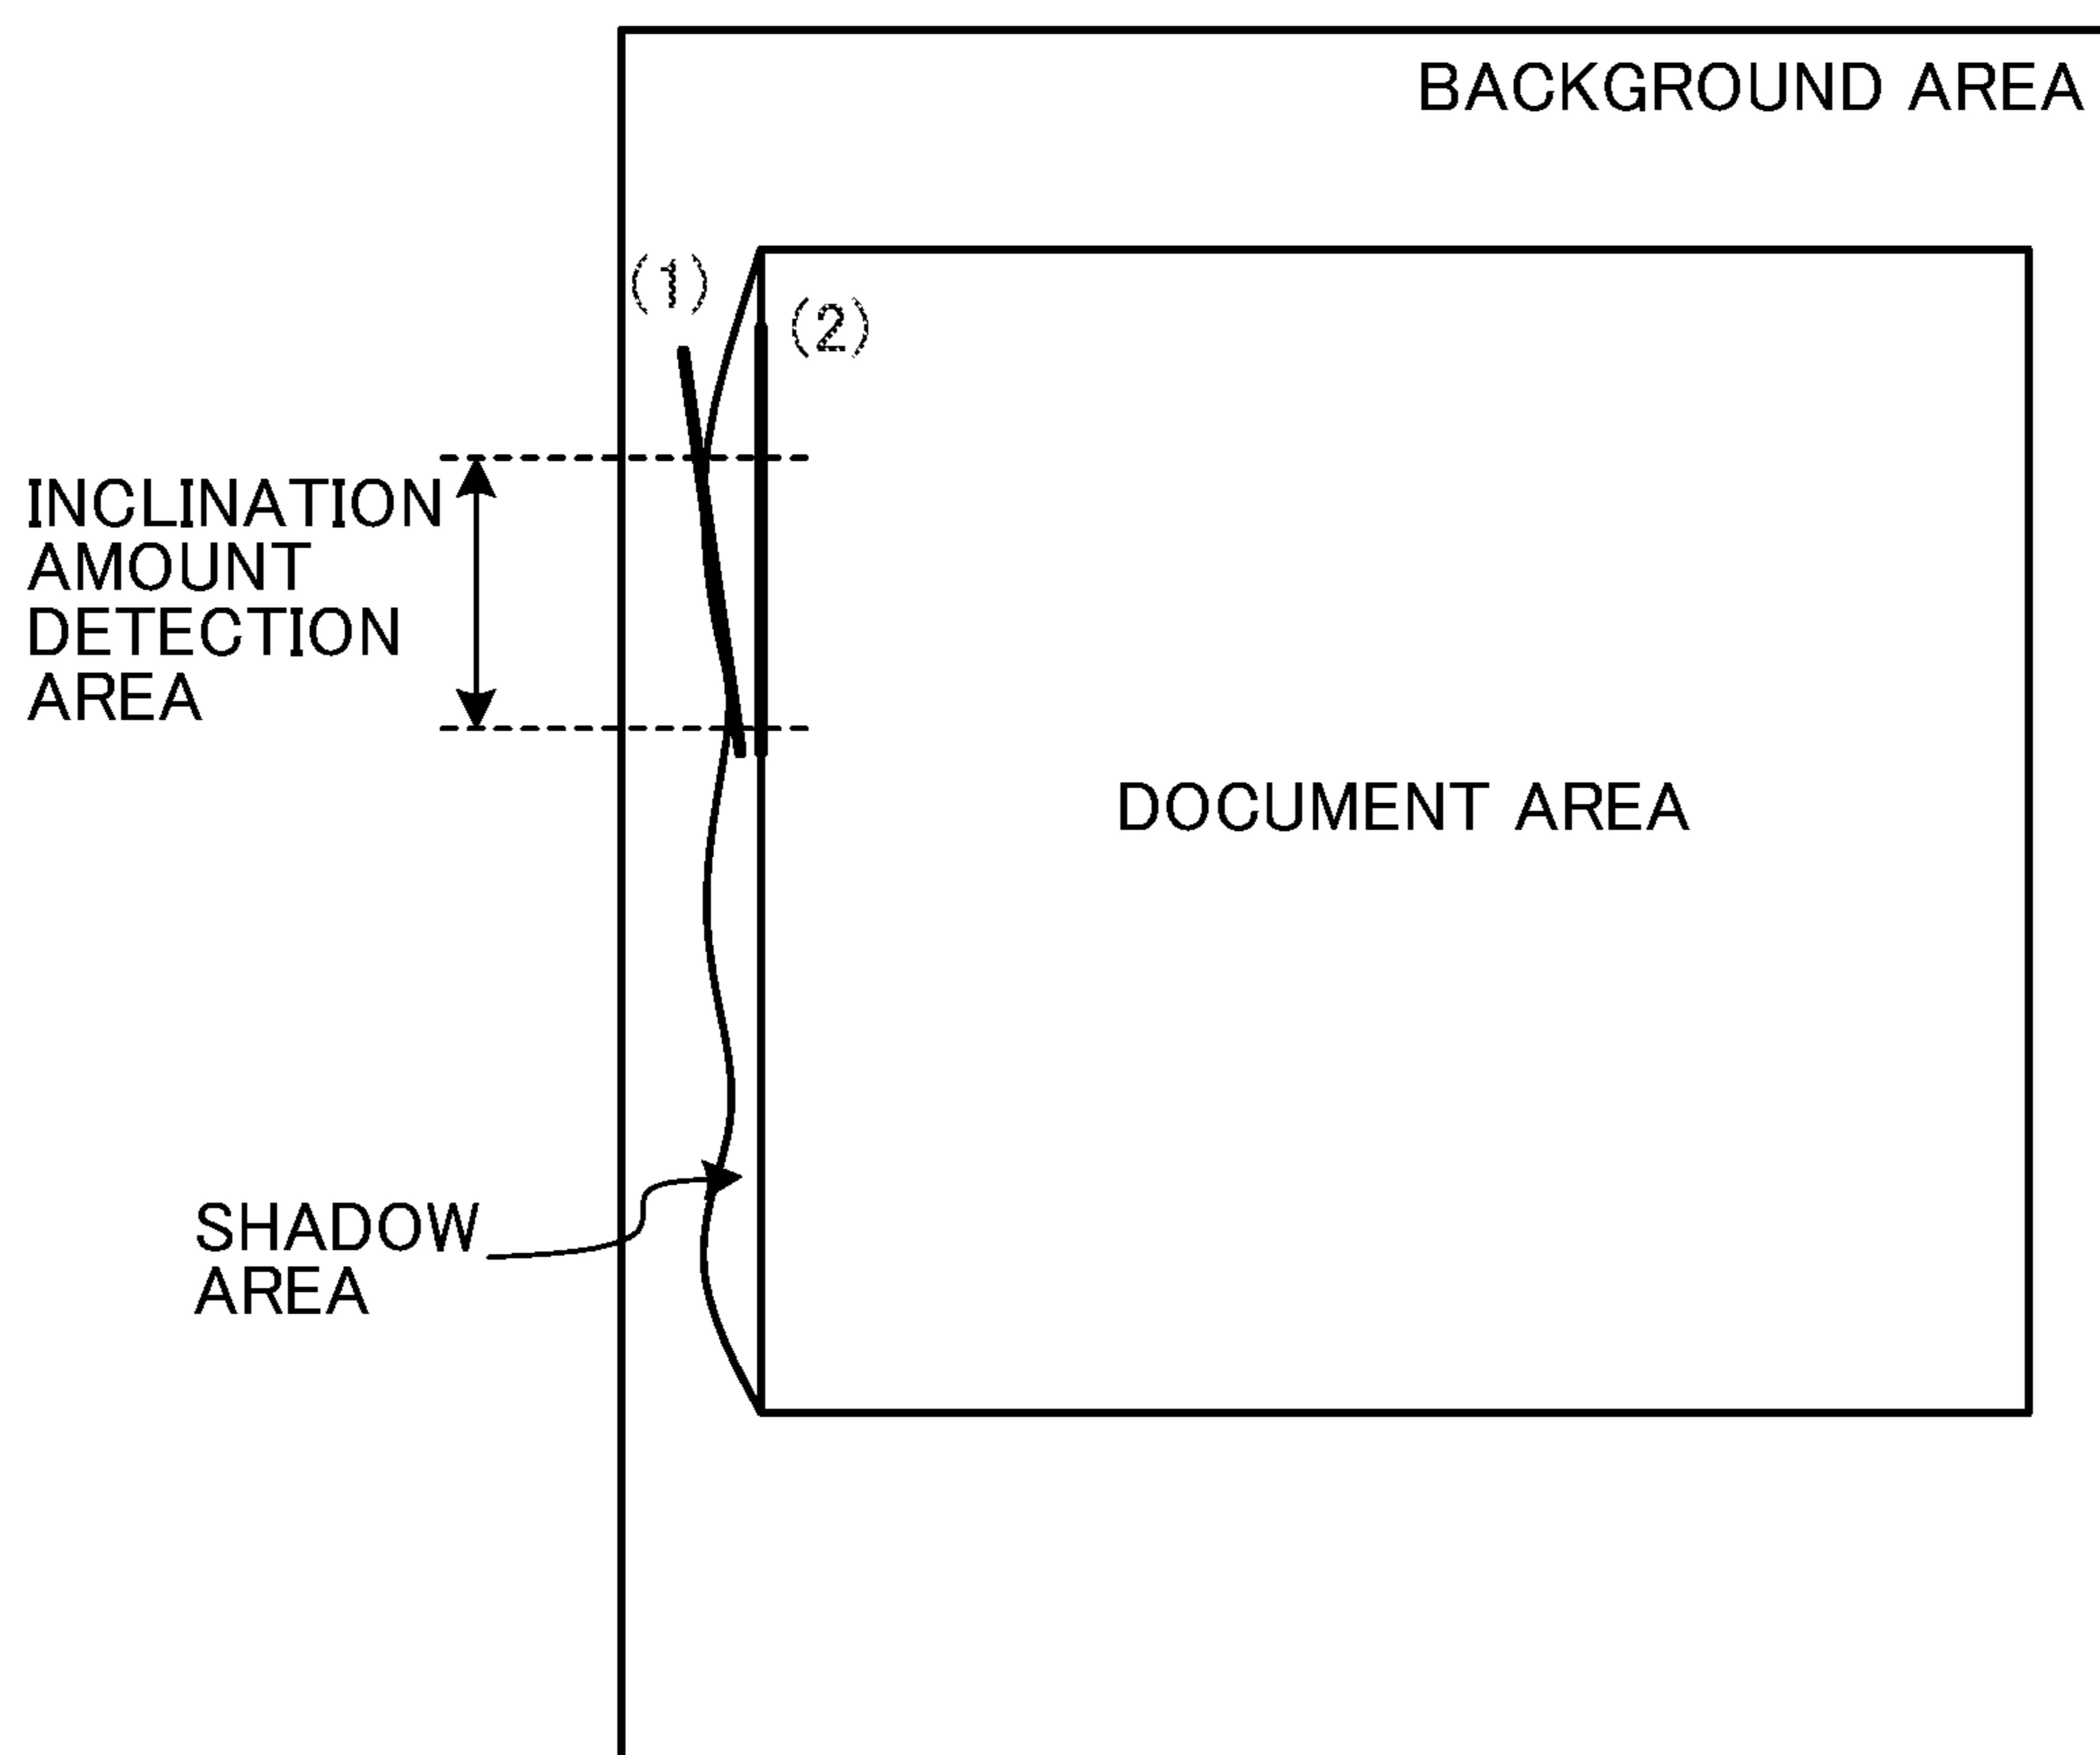 BACKGROUND AREA
(1)
(2)
INCLINATION
AMOUNT
DETECTION
AREA
DOCUMENT AREA
SHADOW
AREA